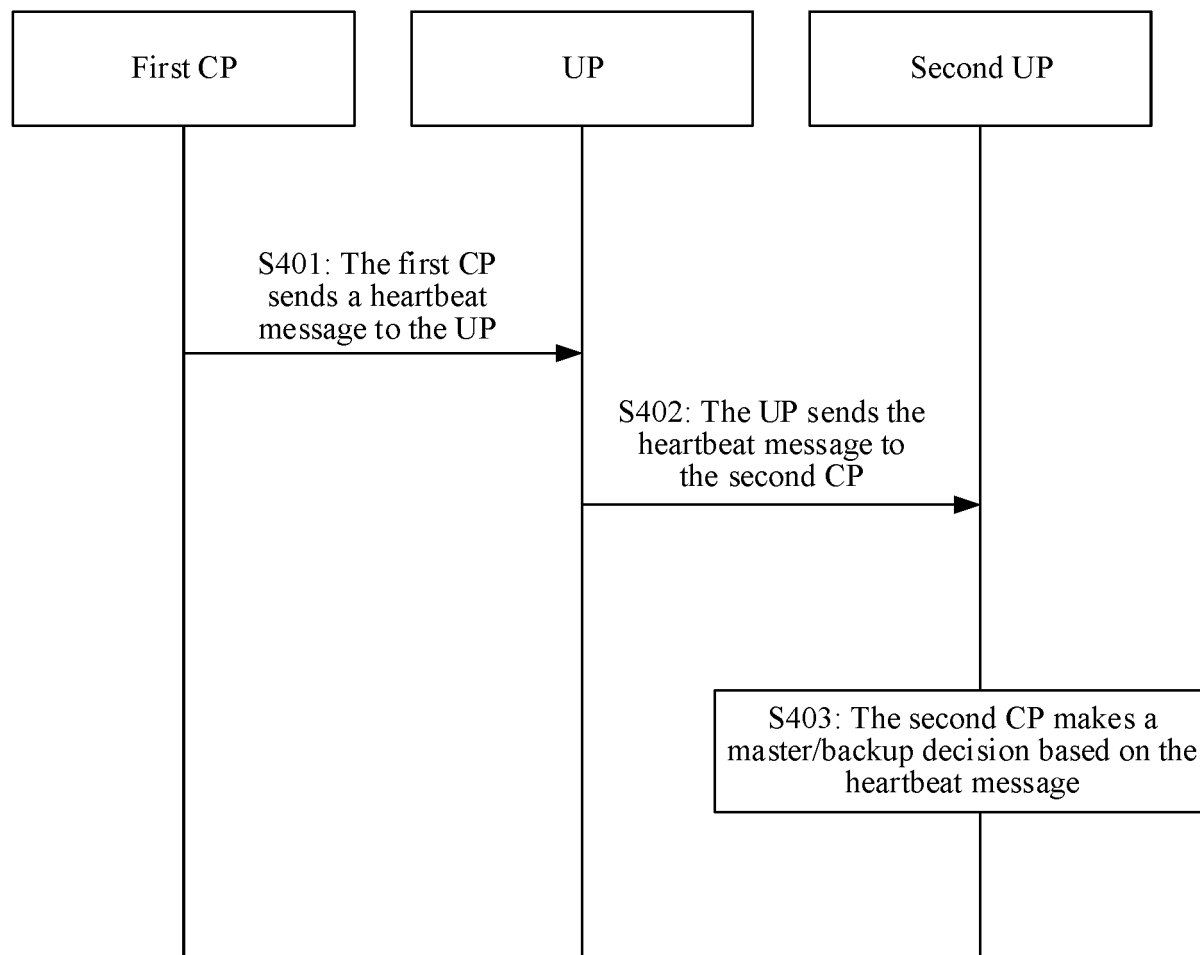 First CP
UP
Second UP
S401: The first CP
sends a heartbeat
message to the UP
S402: The UP sends the
heartbeat message to
the second CP
S403: The second CP makes a
master/backup decision based on the
heartbeat message